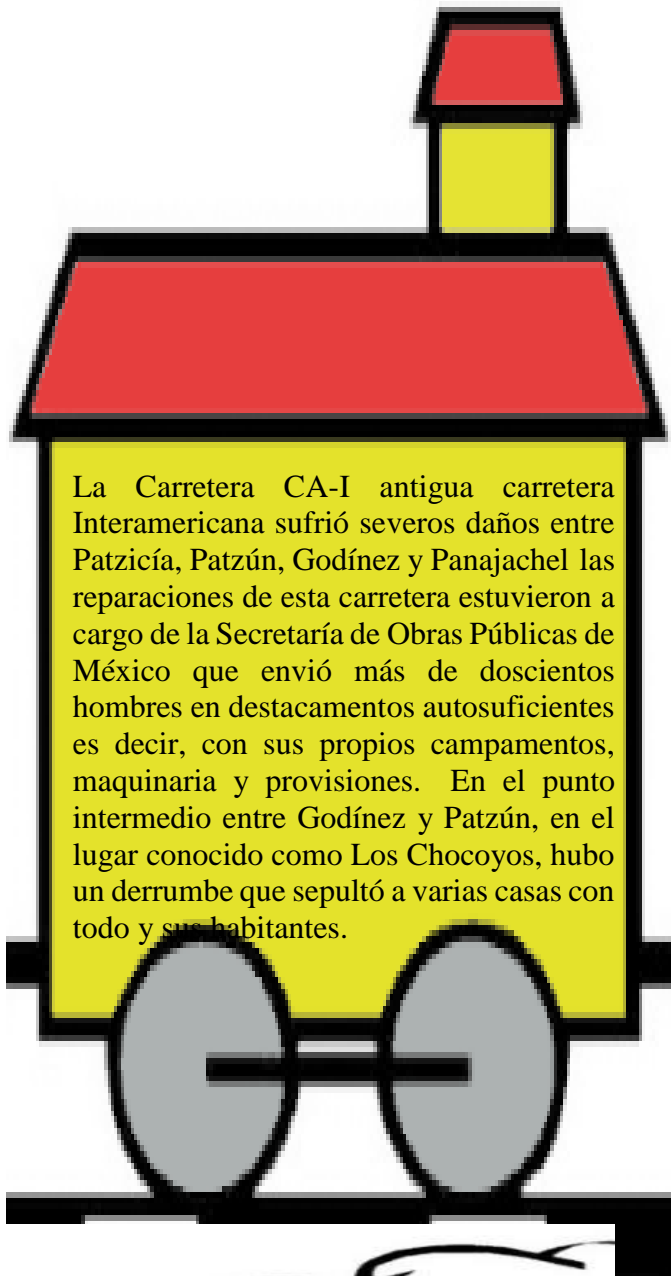 La Carretera CA-I antigua carretera
Interamericana sufrió severos daños entre
Patzicía, Patzún, Godínez y Panajachel las
reparaciones de esta carretera estuvieron a
cargo de la Secretaría de Obras Públicas de
México que envió más de doscientos
hombres en destacamentos autosuficientes
es decir, con sus propios campamentos,
maquinaria y provisiones. En el punto
intermedio entre Godínez y Patzún, en el
lugar conocido como Los Chocoyos, hubo
un derrumbe que sepultó a varias casas con
todo y sus habitantes.